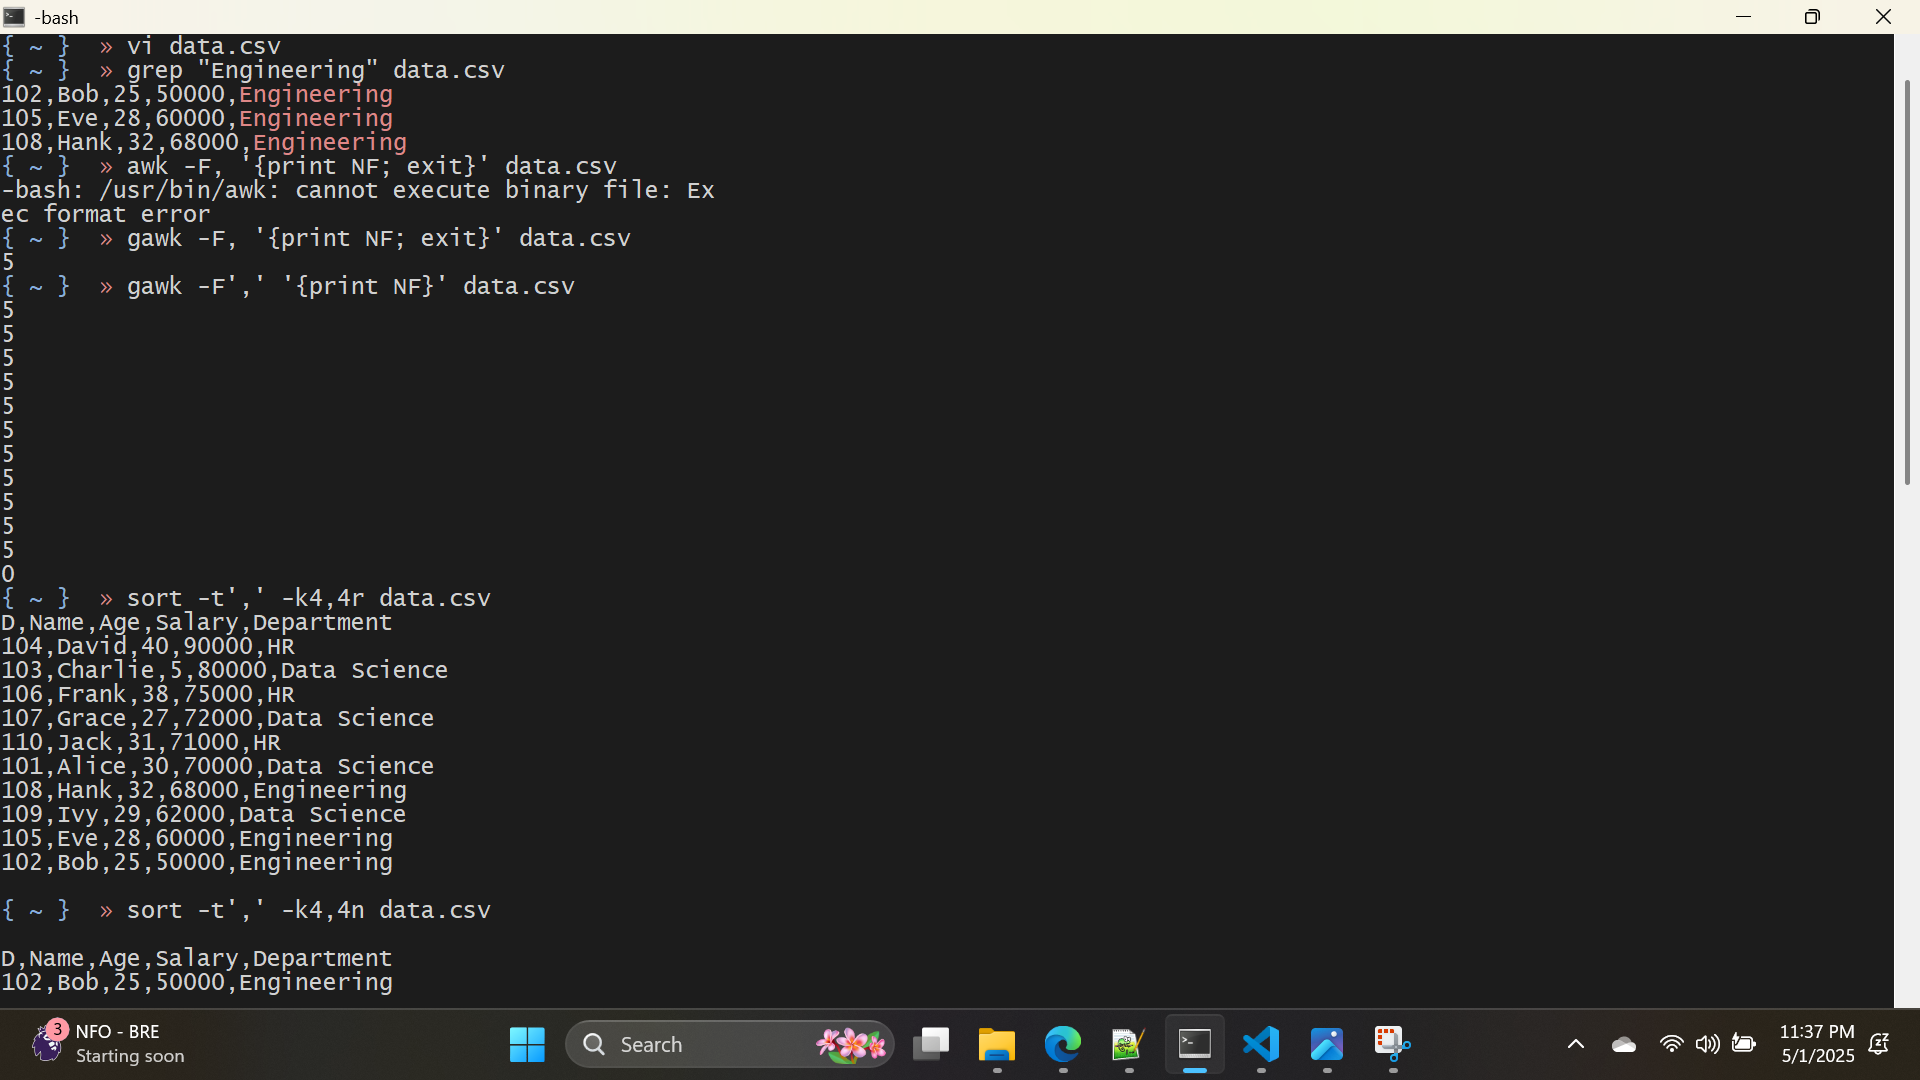 -bash
{ ~ }  » vi data.csv
{ ~ }  » grep "Engineering" data.csv
102,Bob,25,50000,Engineering
105,Eve,28,60000,Engineering
108,Hank,32,68000,Engineering
{ ~ }  » awk -F, '{print NF; exit}' data.csv
-bash: /usr/bin/awk: cannot execute binary file: Ex
ec format error
{ ~ }  » gawk -F, '{print NF; exit}' data.csv
5
{ ~ }  » gawk -F',' '{print NF}' data.csv
5
5
5
5
5
5
5
5
5
5
5
0
{ ~ }  » sort -t',' -k4,4r data.csv
D,Name,Age,Salary,Department
104,David,40,90000,HR
103,Charlie,5,80000,Data Science
106,Frank,38,75000,HR
107,Grace,27,72000,Data Science
110,Jack,31,71000,HR
101,Alice,30,70000,Data Science
108,Hank,32,68000,Engineering
109,Ivy,29,62000,Data Science
105,Eve,28,60000,Engineering
102,Bob,25,50000,Engineering
{ ~ }  » sort -t',' -k4,4n data.csv
D,Name,Age,Salary,Department
102,Bob,25,50000,Engineering
3
NFO - BRE
Starting soon
Search
11:37 PM
5/1/2025